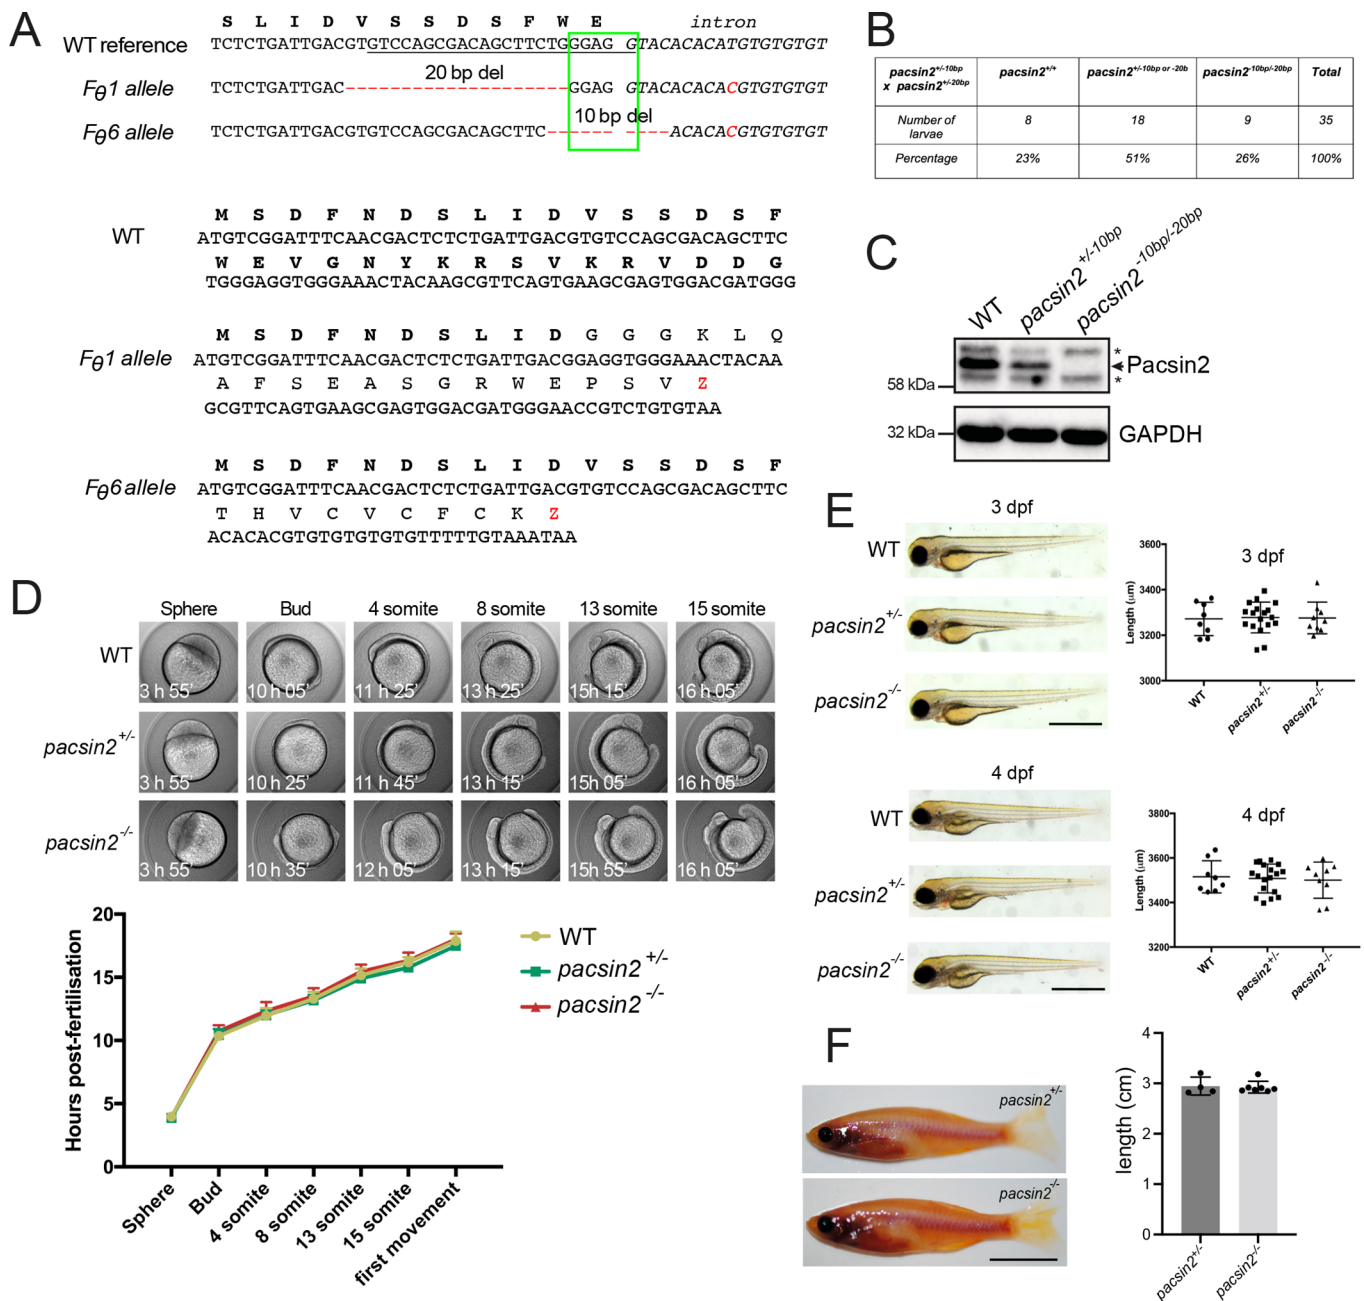 A
S L I D V S S D S F W E intron
WT reference TCTCTGATTGACGTGTCCAGCGACAGCTTCTGGGAG GTACACACATGTGTGTGT
20 bp del
F₀1 allele TCTCTGATTGAC--------------------GGAG GTACACACACGTGTGTGT
10 bp del
F₀6 allele TCTCTGATTGACGTGTCCAGCGACAGCTTC---------- ACACACGTGTGTGT
M S D F N D S L I D V S S D S F
WT ATGTCGGATTTCAACGACTCTCTGATTGACGTGTCCAGCGACAGCTTC
W E V G N Y K R S V K R V D D G
TGGGAGGTGGGAAACTACAAGCGTTCAGTGAAGCGAGTGGACGATGGG
M S D F N D S L I D G G G K L Q
F₀1 allele ATGTCGGATTTCAACGACTCTCTGATTGACGGAGGTGGGAAACTACAA
A F S E A S G R W E P S V Z
GCGTTCAGTGAAGCGAGTGGACGATGGGAACCGTCTGTGTAA
M S D F N D S L I D V S S D S F
F₀6 allele ATGTCGGATTTCAACGACTCTCTGATTGACGTGTCCAGCGACAGCTTC
T H V C V C F C K Z
ACACACGTGTGTGTGTGTTTTTGTAAATAA
B
pacsin2+/-10bp x pacsin2+/-20bp pacsin2+/+ pacsin2+/-10bp or -20b pacsin2-10bp/-20bp Total
Number of larvae 8 18 9 35
Percentage 23% 51% 26% 100%
C
WT pacsin2+/-10bp pacsin2-10bp/-20bp
*
Pacsin2
58 kDa *
32 kDa GAPDH
D
Sphere Bud 4 somite 8 somite 13 somite 15 somite
WT
3 h 55' 10 h 05' 11 h 25' 13 h 25' 15h 15' 16 h 05'
pacsin2+/-
3 h 55' 10 h 25' 11 h 45' 13 h 15' 15h 05' 16 h 05'
pacsin2-/-
3 h 55' 10 h 35' 12 h 05' 13 h 15' 15 h 55' 16 h 05'
Hours post-fertilisation
20
15
10
5
0
Sphere Bud 4 somite 8 somite 13 somite 15 somite first movement
WT
pacsin2+/-
pacsin2-/-
E
3 dpf
WT
pacsin2+/-
pacsin2-/-
3 dpf
Length (µm)
3600
3400
3200
3000
WT pacsin2+/- pacsin2-/-
4 dpf
WT
pacsin2+/-
pacsin2-/-
4 dpf
Length (µm)
3800
3600
3400
3200
WT pacsin2+/- pacsin2-/-
F
pacsin2+/-
pacsin2-/-
length (cm)
4
3
2
1
0
pacsin2+/- pacsin2-/-